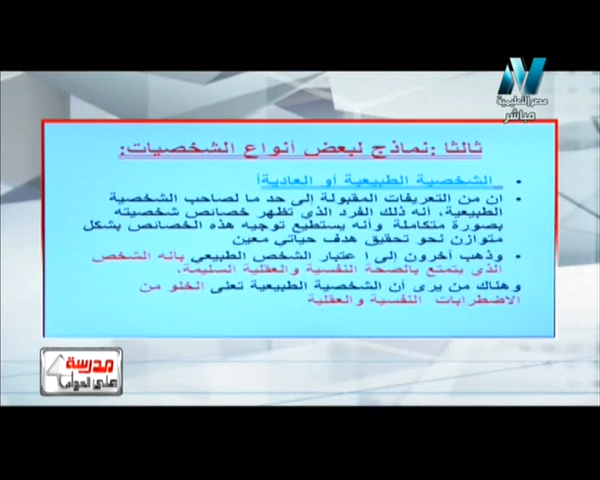 مصر التعليمية
مباشر
ثالثا :نماذج لبعض أنواع الشخصيات:
الشخصية الطبيعية أو العادية|
إن من التعريفات المقبولة إلى حد ما لصاحب الشخصية
الطبيعية، أنه ذلك الفرد الذي تظهر خصائص شخصيته
بصورة متكاملة وأنه يستطيع توجيه هذه الخصائص بشكل
متوازن نحو تحقيق هدف حياتي معين
وذهب آخرون إلى ا عتبار الشخص الطبيعي بأنه الشخص
الذي يتمتع بالصحة النفسية والعقلية السليمة،
وهناك من يرى أن الشخصية الطبيعية تعنى الخلو من
الاضطرابات النفسية والعقلية
مدرسة
على الهواء